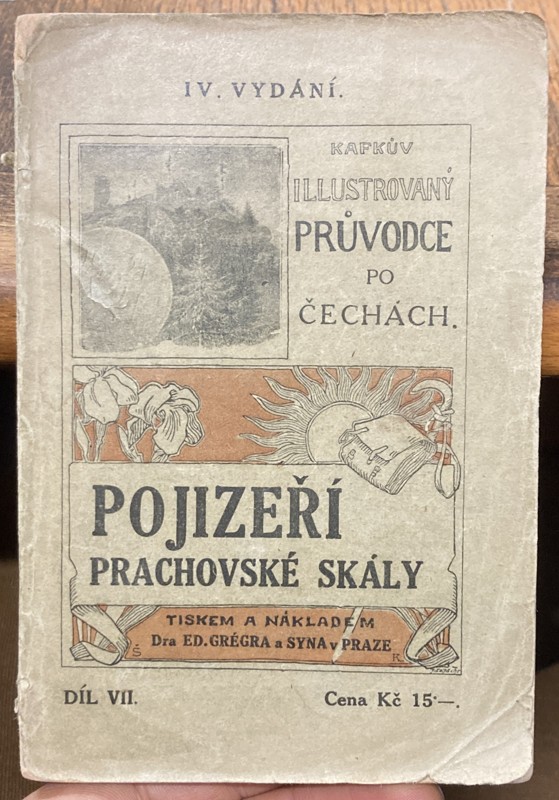 IV. VYDÁNÍ.
KAFKŮV
ILLUSTROVANÝ
PRŮVODCE
PO
ČECHÁCH.
POJIZEŘÍ
PRACHOVSKÉ SKÁLY
TISKEM A NÁKLADEM
Dra ED. GRÉGRA a SYNA v PRAZE
Š K
DÍL VII.
Cena Kč 15·—.